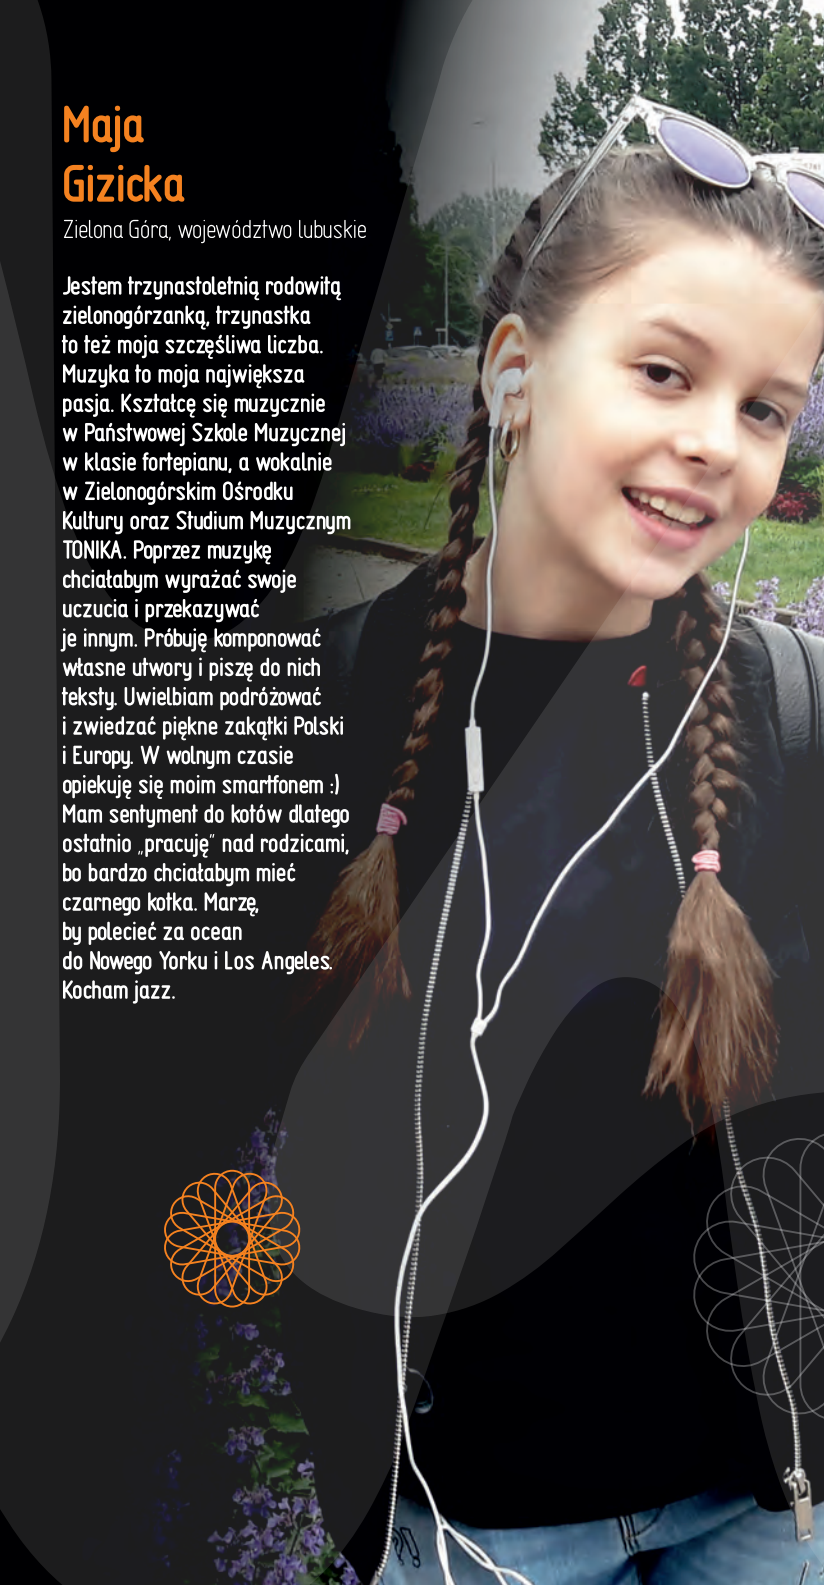 Maja
Gizicka
Zielona Góra, województwo lubuskie
Jestem trzynastoletnią rodowitą
zielonogórzanką, trzynastka
to też moja szczęśliwa liczba.
Muzyka to moja największa
pasja. Kształcę się muzycznie
w Państwowej Szkole Muzycznej
w klasie fortepianu, a wokalnie
w Zielonogórskim Ośrodku
Kultury oraz Studium Muzycznym
TONIKA. Poprzez muzykę
chciałabym wyrażać swoje
uczucia i przekazywać
je innym. Próbuję komponować
własne utwory i piszę do nich
teksty. Uwielbiam podróżować
i zwiedzać piękne zakątki Polski
i Europy. W wolnym czasie
opiekuję się moim smartfonem :)
Mam sentyment do kotów dlatego
ostatnio „pracuję” nad rodzicami,
bo bardzo chciałabym mieć
czarnego kotka. Marzę,
by polecieć za ocean
do Nowego Yorku i Los Angeles.
Kocham jazz.